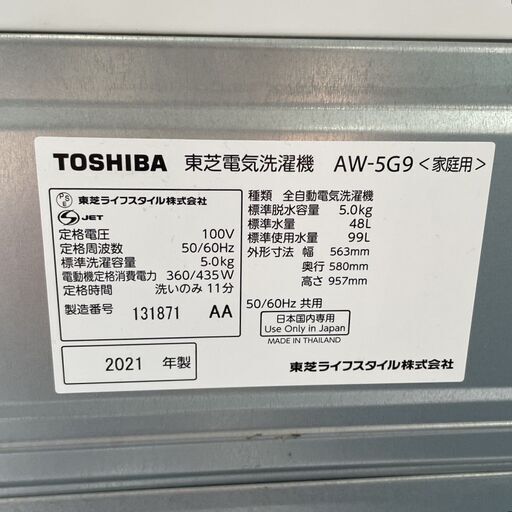 TOSHIBA 東芝電気洗濯機 AW-5G9 <家庭用>
PSE 東芝ライフスタイル株式会社
S JET
定格電圧 100V
定格周波数 50/60Hz
標準洗濯容量 5.0kg
電動機定格消費電力 360/435W
定格時間 洗いのみ 11分
製造番号 131871 AA
2021 年製
種類 全自動電気洗濯機
標準脱水容量 5.0kg
標準水量 48L
標準使用水量 99L
外形寸法 幅 563mm
奥行 580mm
高さ 957mm
50/60Hz 共用
日本国内専用
Use Only in Japan
MADE IN THAILAND
東芝ライフスタイル株式会社